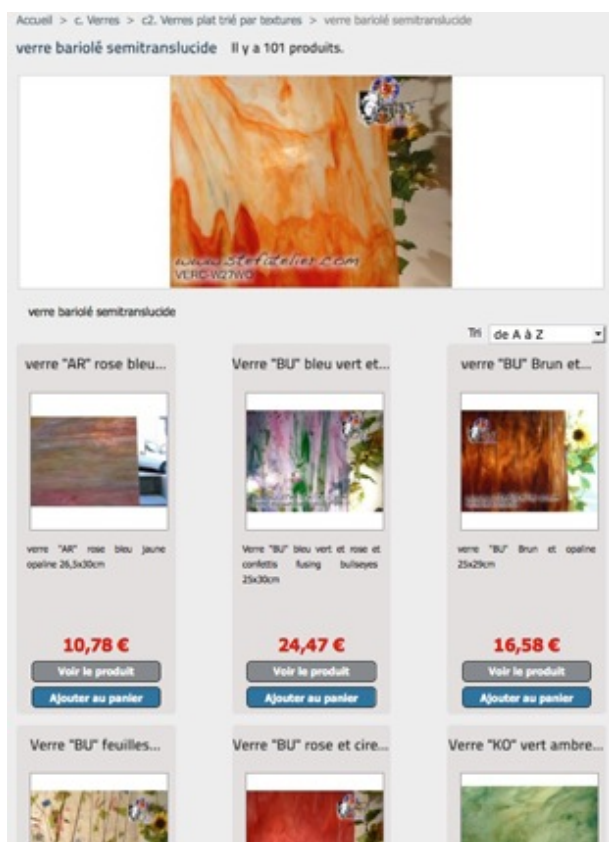 Accueil > c. Verres > c2. Verres plat trié par textures > verre bariolé semitranslucide
verre bariolé semitranslucide Il y a 101 produits.
www.stefatelier.com
VERC-W27WO
verre bariolé semitranslucide
Tri de A à Z
verre "AR" rose bleu...
Verre "BU" bleu vert et...
verre "BU" Brun et...
verre "AR" rose bleu jaune
opaline 26,5x30cm
Verre "BU" bleu vert et rose et
confettis fusing bullseyes
25x30cm
verre "BU" Brun et opaline
25x29cm
10,78 €
24,47 €
16,58 €
Voir le produit
Voir le produit
Voir le produit
Ajouter au panier
Ajouter au panier
Ajouter au panier
Verre "BU" feuilles...
Verre "BU" rose et cire...
Verre "KO" vert ambre...